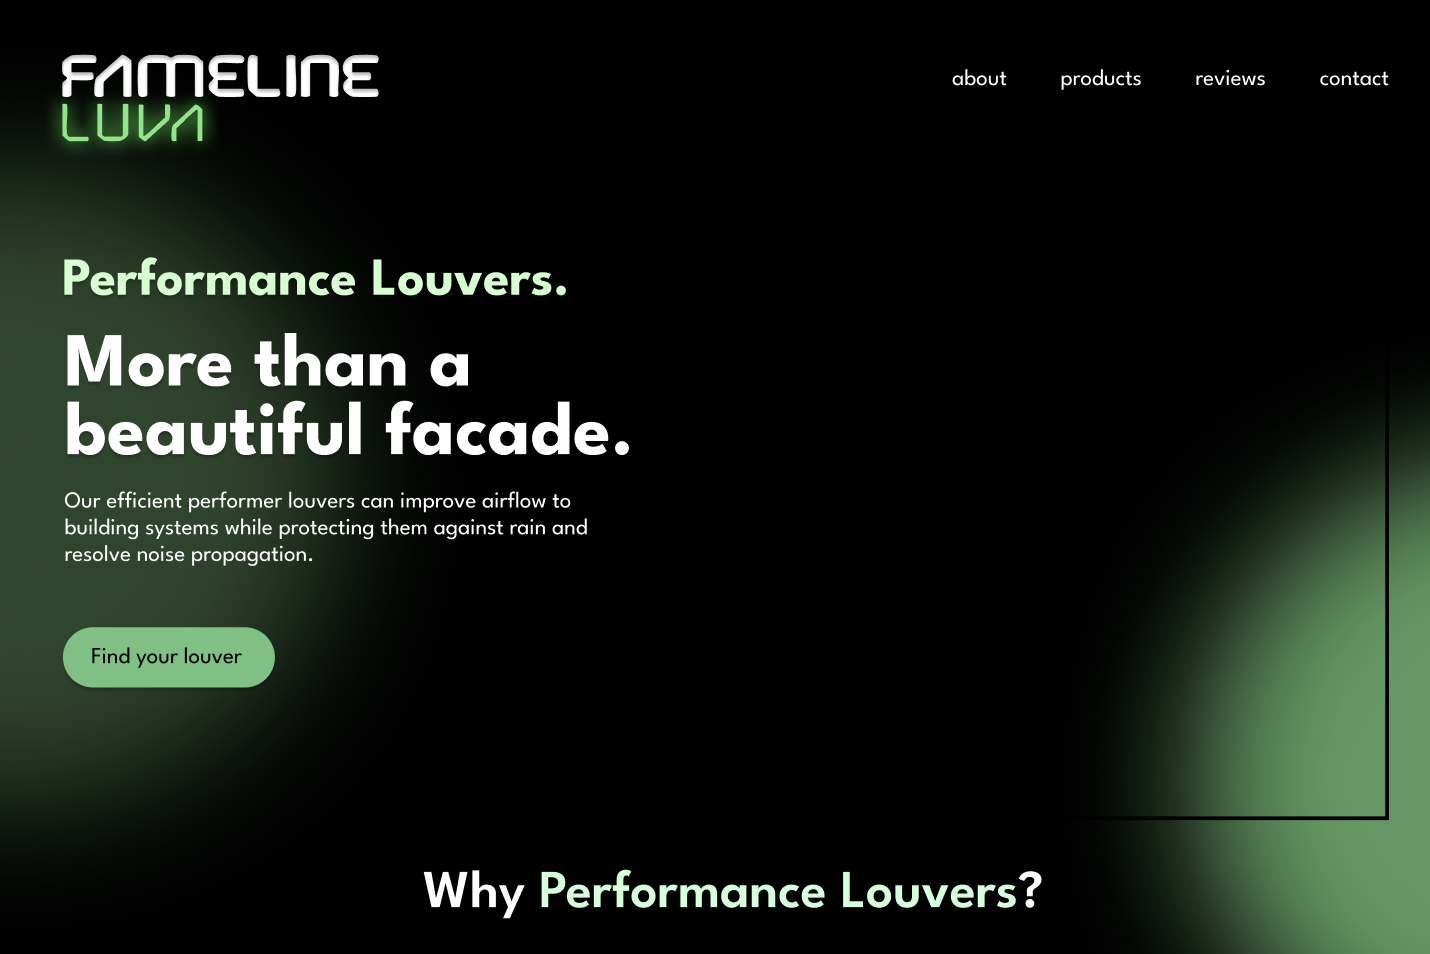 FAMELINE
LUVA
about products reviews contact
Performance Louvers.
More than a
beautiful facade.
Our efficient performer louvers can improve airflow to
building systems while protecting them against rain and
resolve noise propagation.
Find your louver
Why Performance Louvers?